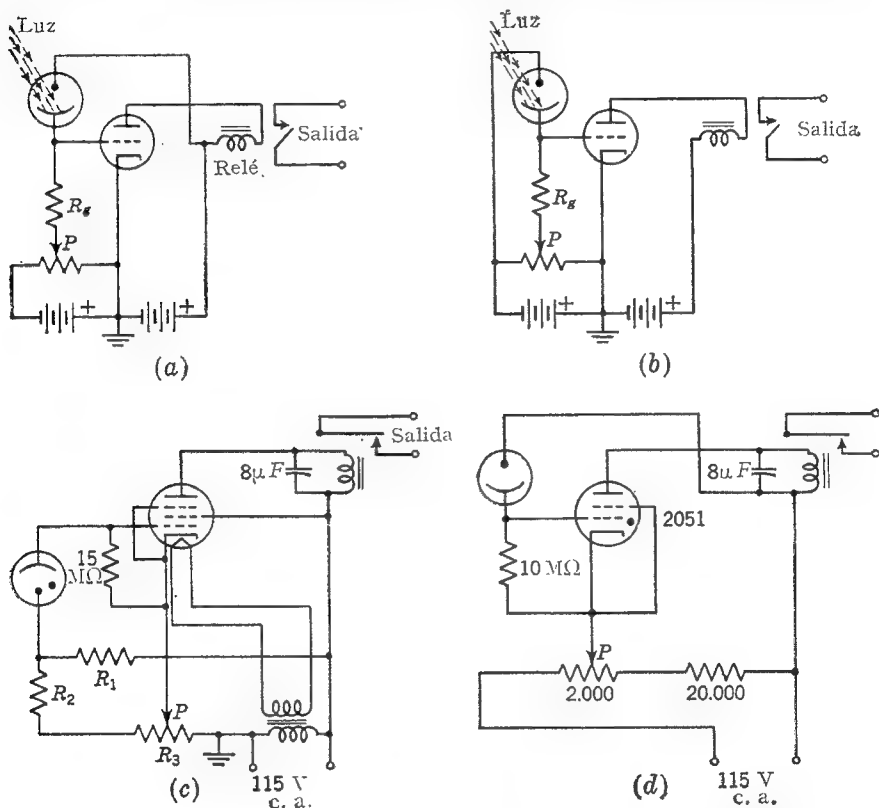 Luz
Salida
Relé.
R_g
P
+
+
(a)
Luz
Salida
R_g
P
+
+
(b)
Salida
8μF
15
MΩ
R_1
R_2
P
R_3
115 V
c. a.
(c)
8μF
2051
10 MΩ
P
2.000
20.000
115 V
c. a.
(d)